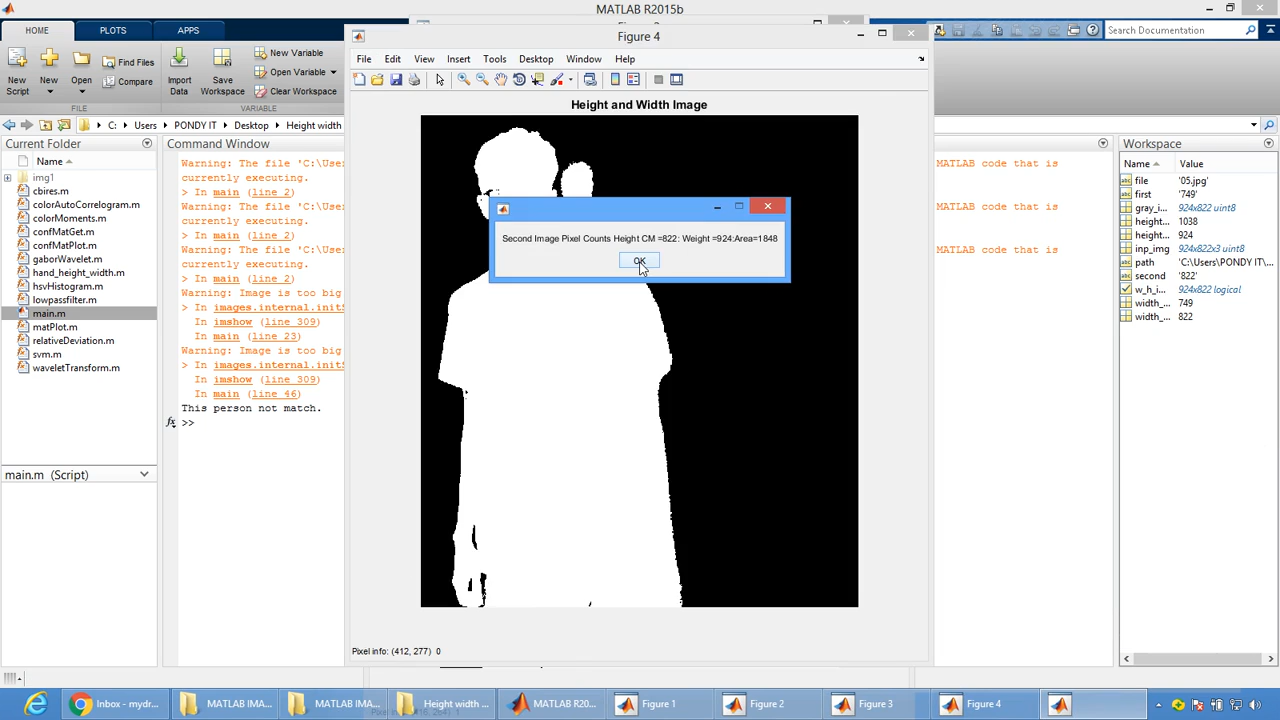 MATLAB R2015b
HOME
PLOTS
APPS
Search Documentation
New Script
New
Open
Find Files
Compare
Import Data
Save Workspace
New Variable
Open Variable
Clear Workspace
FILE
VARIABLE
C:
Users
PONDY IT
Desktop
Height width
Current Folder
Name
img1
cbires.m
colorAutoCorrelogram.m
colorMoments.m
confMatGet.m
confMatPlot.m
gaborWavelet.m
hand_height_width.m
hsvHistogram.m
lowpassfilter.m
main.m
matPlot.m
relativeDeviation.m
svm.m
waveletTransform.m
main.m (Script)
Command Window
Warning: The file 'C:\User
currently executing.
> In main (line 2)
Warning: The file 'C:\User
currently executing.
> In main (line 2)
Warning: The file 'C:\User
currently executing.
> In main (line 2)
Warning: Image is too big
> In images.internal.initS
In imshow (line 309)
In main (line 23)
Warning: Image is too big
> In images.internal.initS
In imshow (line 309)
In main (line 46)
This person not match.
fx >>
MATLAB code that is
MATLAB code that is
MATLAB code that is
Figure 4
File Edit View Insert Tools Desktop Window Help
Height and Width Image
Second Image Pixel Counts Height CM =822: Weight =924:Area=1848
OK
Pixel info: (412, 277) 0
Workspace
Name Value
file '05.jpg'
first '749'
gray_i... 924x822 uint8
height... 1038
height... 924
inp_img 924x822x3 uint8
path 'C:\Users\PONDY IT\...
second '822'
w_h_i... 924x822 logical
width_... 749
width_... 822
Inbox - mydr...
MATLAB IMA...
MATLAB IMA...
Height width ...
MATLAB R20...
Figure 1
Figure 2
Figure 3
Figure 4